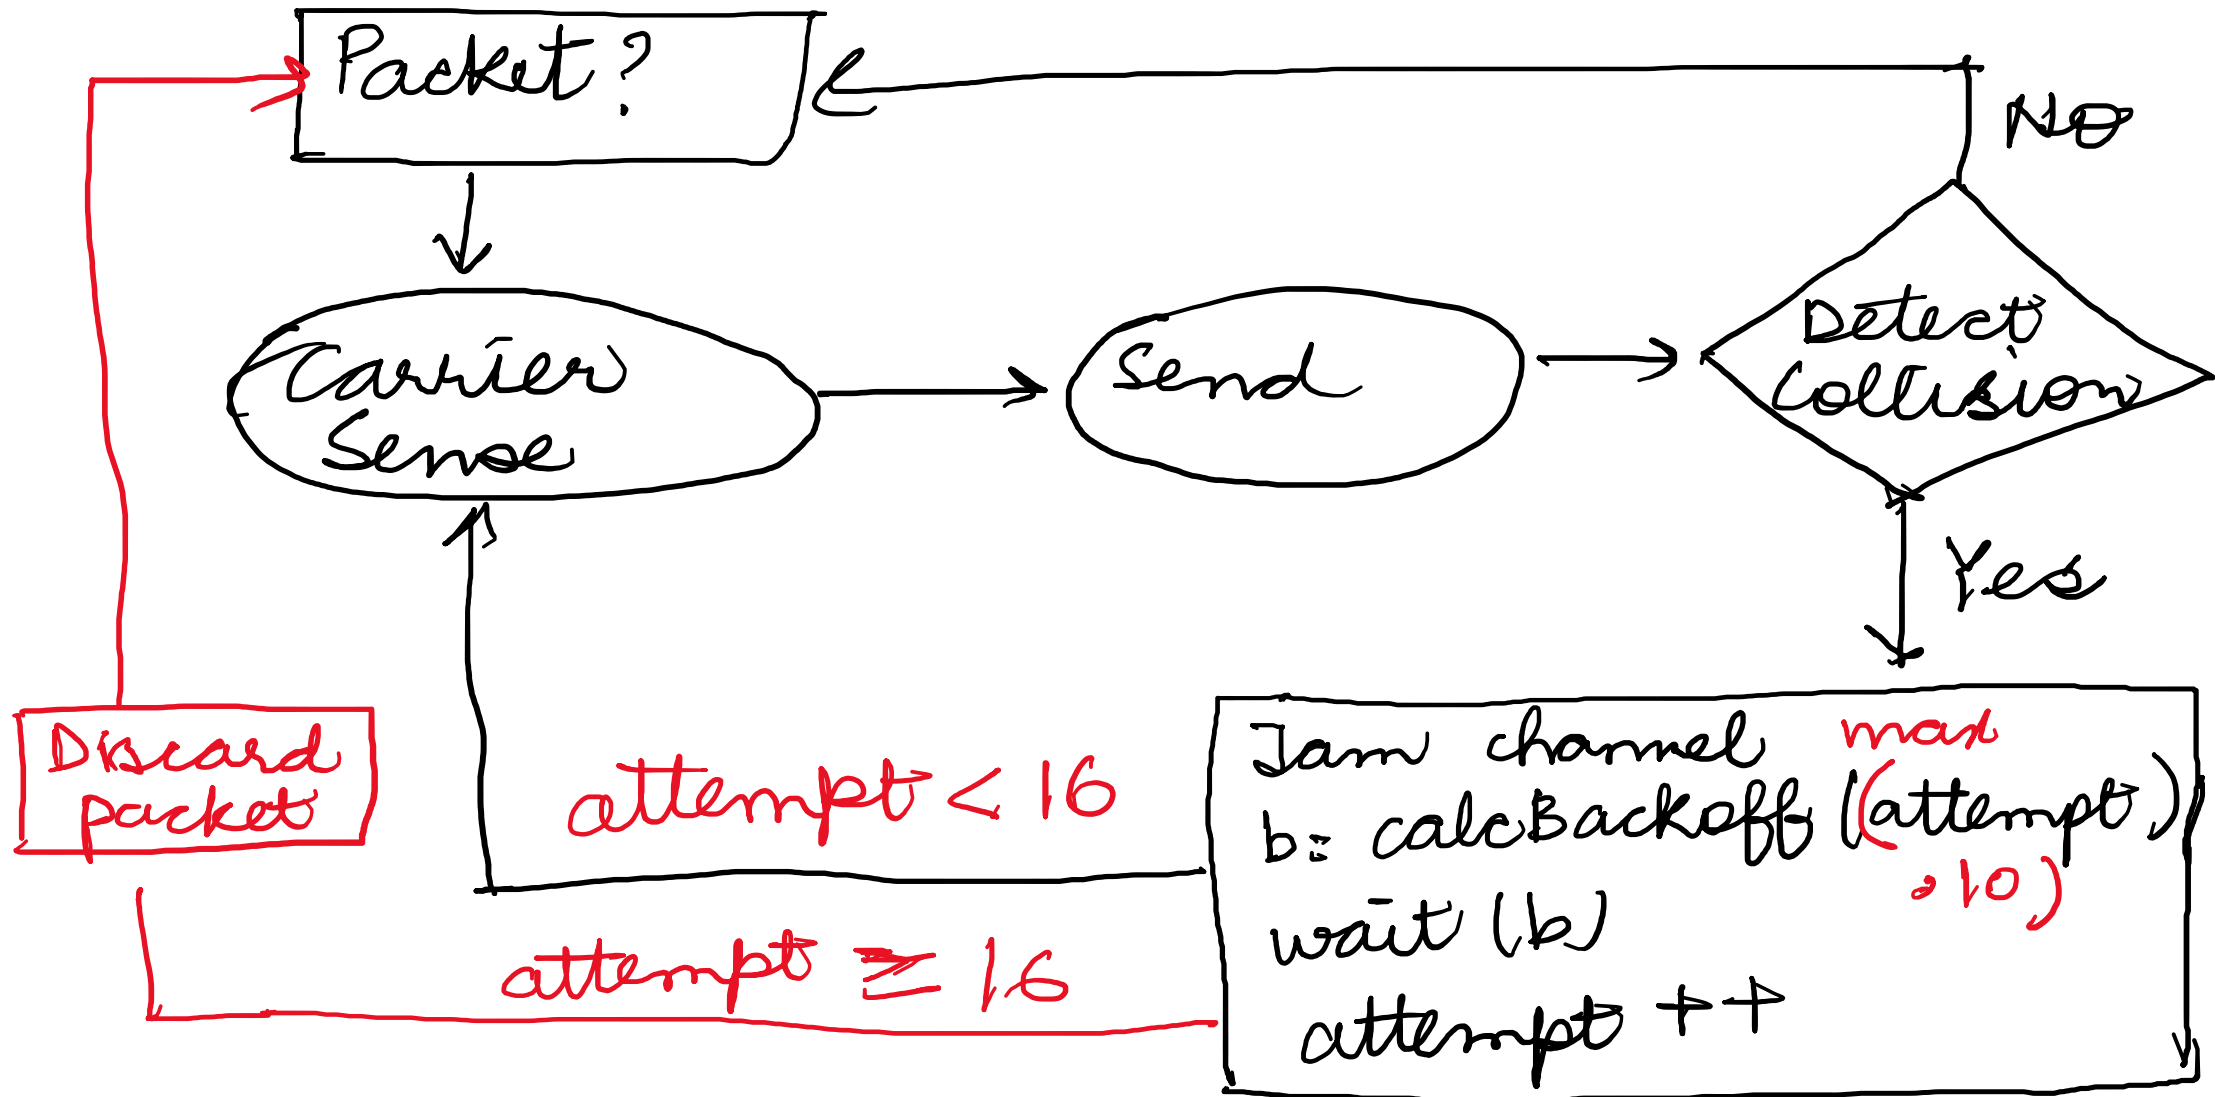 Packet?
No
Carrier
Sense
Send
Detect
Collision
Yes
Discard
packet
attempt < 16
attempt ≥ 16
Jam channel max
b = calcBackoff ((attempt)
, 10)
wait (b)
attempt ++